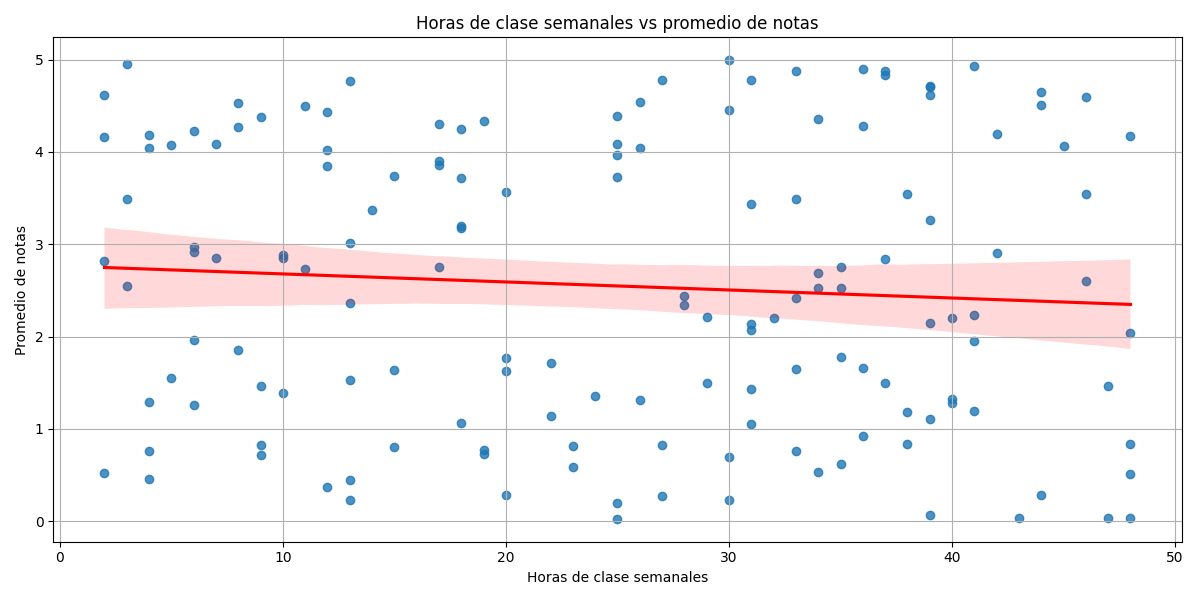 Horas de clase semanales vs promedio de notas
Promedio de notas
5
4
3
2
1
0
0 10 20 30 40 50
Horas de clase semanales